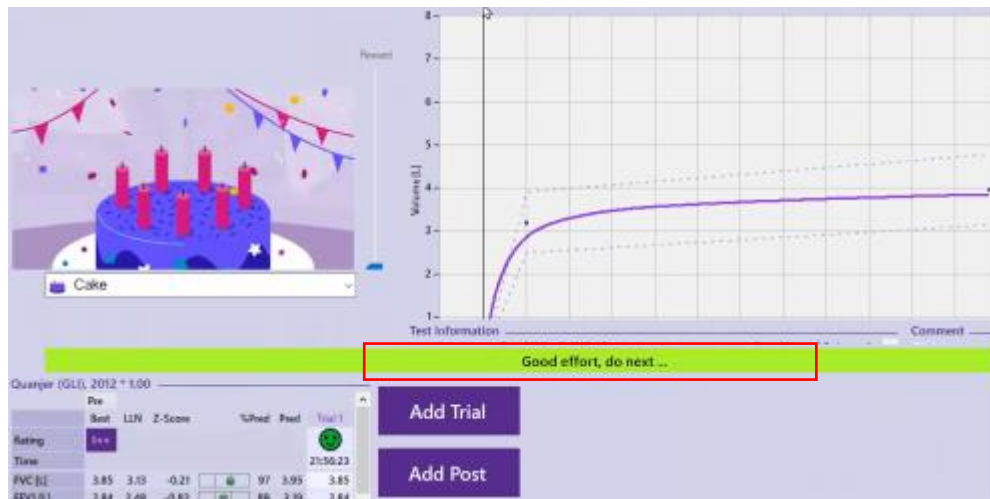 8
Reward
7
6
5
Volume [L]
4
3
Cake
2
1
Test Information
Comment
Good effort, do next ...
Quanjer (GLI), 2012 * 1.00
Pre
Best LLN Z-Score %Pred Pred Trial 1
Add Trial
Rating
Time 21:56:23
Add Post
FVC [L] 3.85 3.13 -0.21 97 3.95 3.85